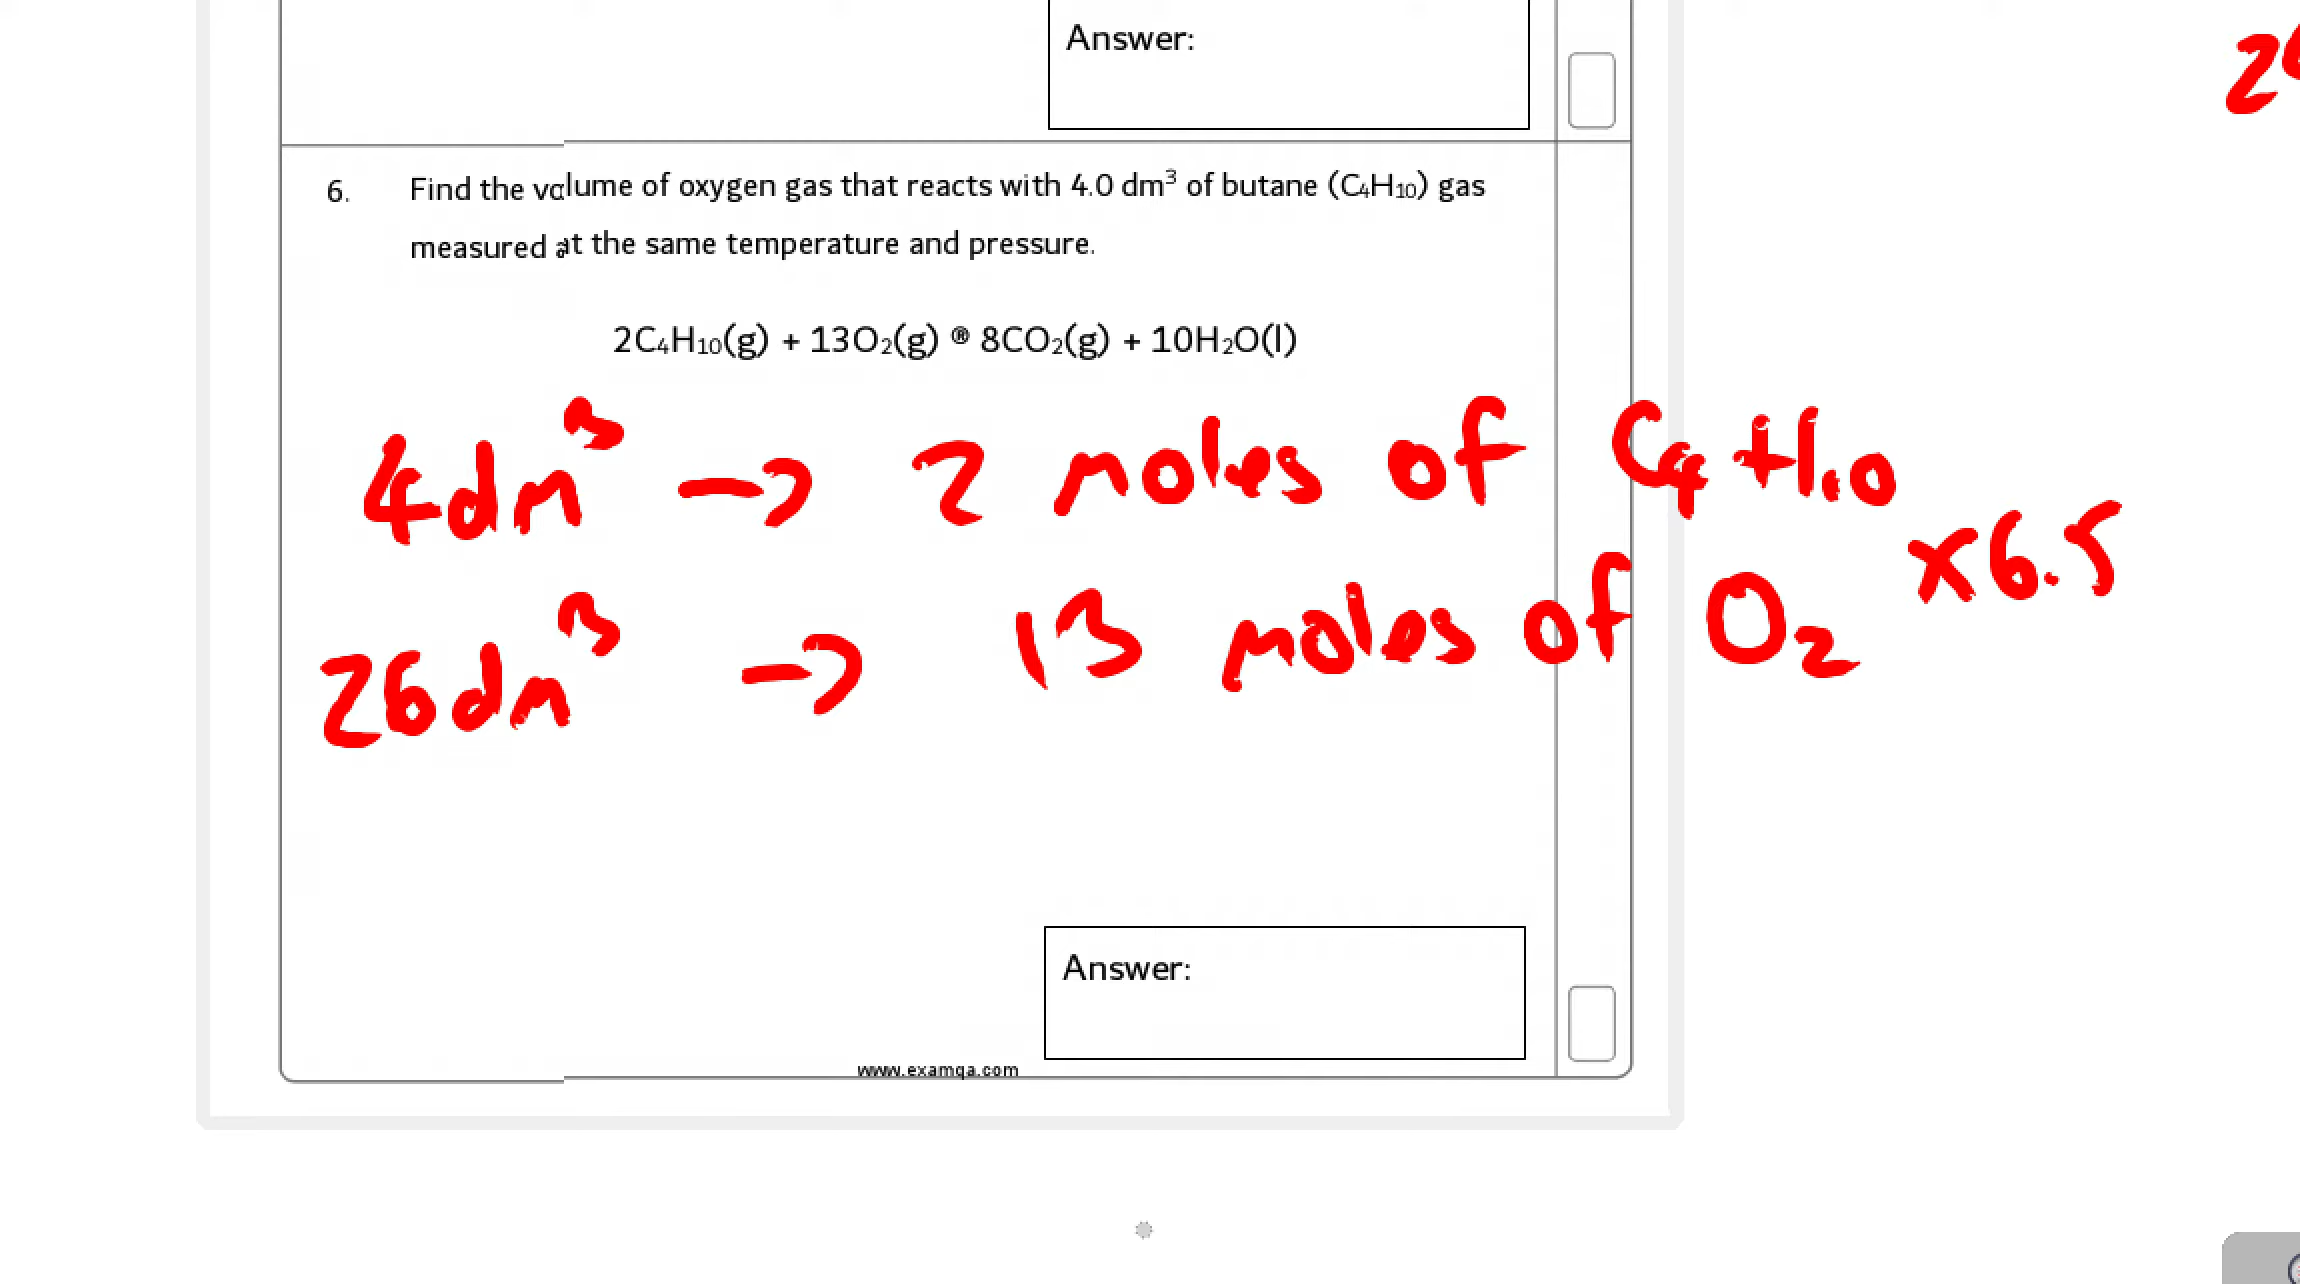 Answer:
6. Find the volume of oxygen gas that reacts with 4.0 dm³ of butane (C₄H₁₀) gas
measured at the same temperature and pressure.
2C₄H₁₀(g) + 13O₂(g) ® 8CO₂(g) + 10H₂O(l)
4dm³ → 2 moles of C₄H₁₀
×6.5
26dm³ → 13 moles of O₂
Answer:
www.examqa.com